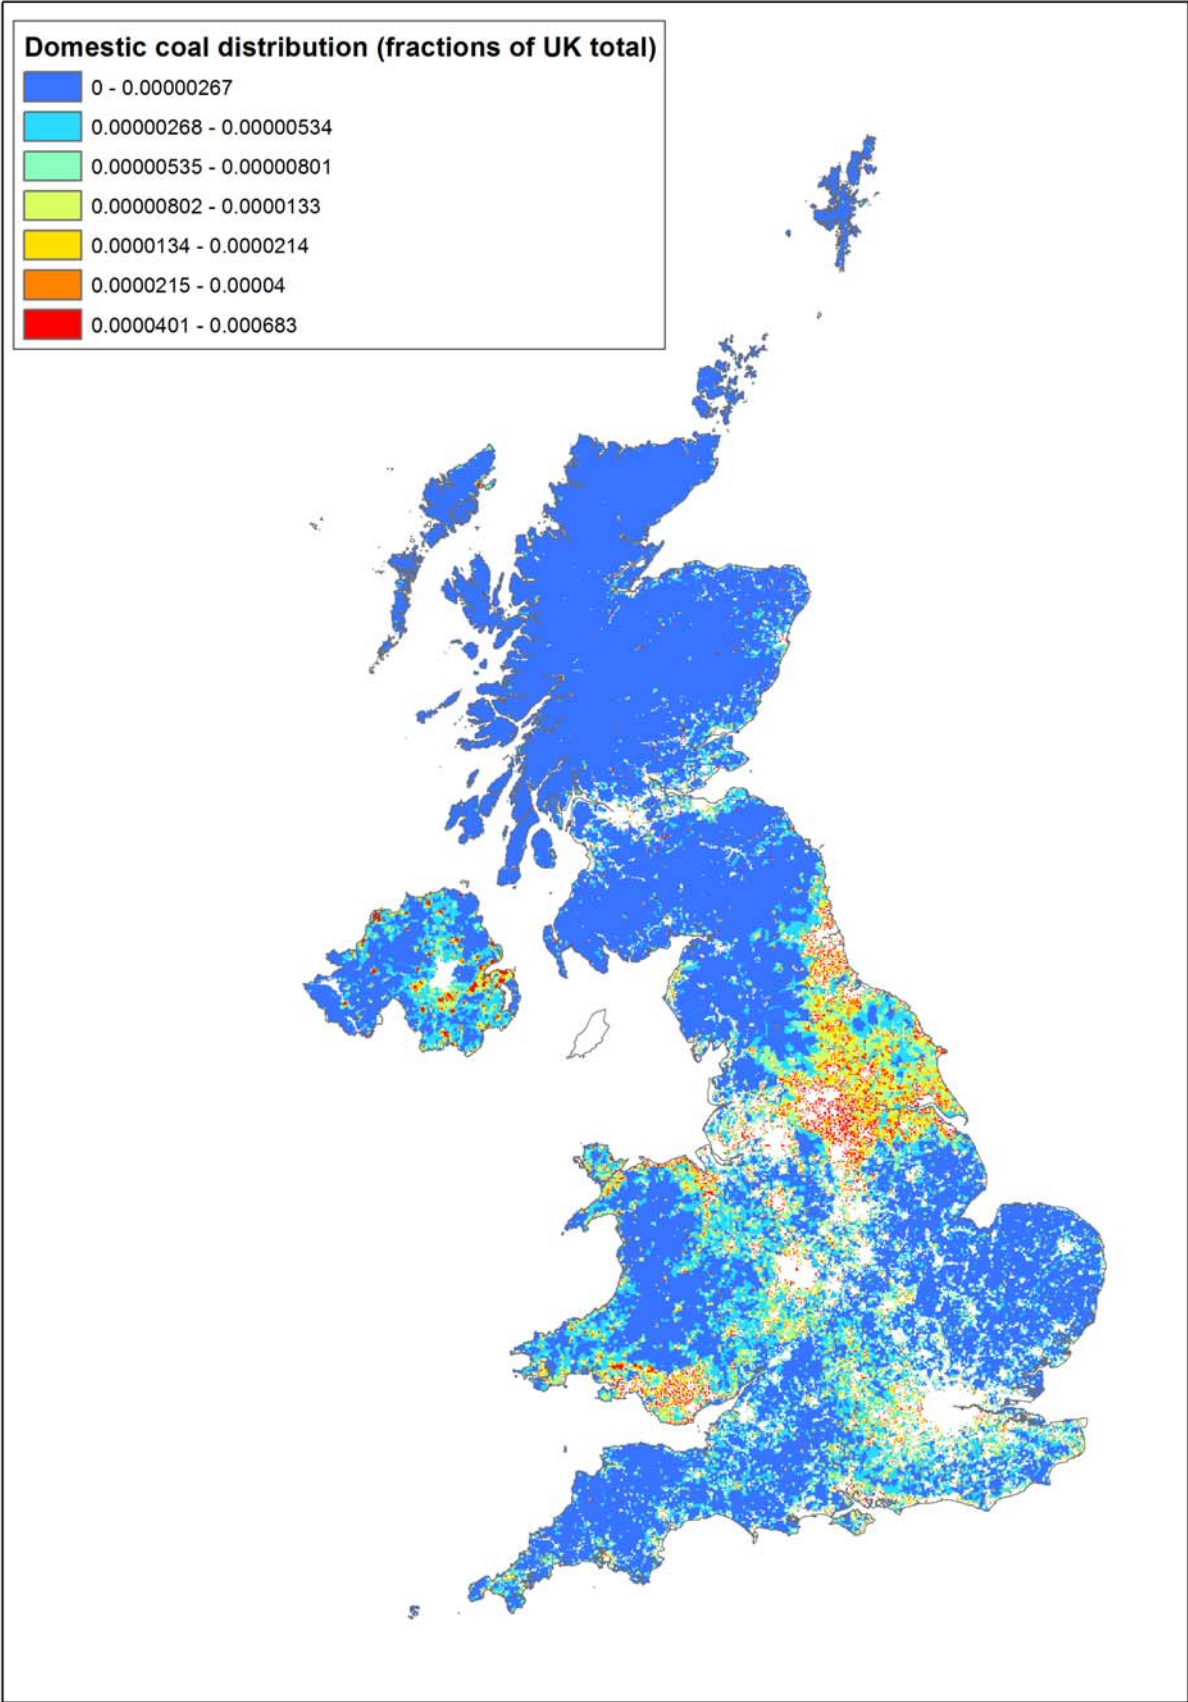 Domestic coal distribution (fractions of UK total)
0 - 0.00000267
0.00000268 - 0.00000534
0.00000535 - 0.00000801
0.00000802 - 0.0000133
0.0000134 - 0.0000214
0.0000215 - 0.00004
0.0000401 - 0.000683